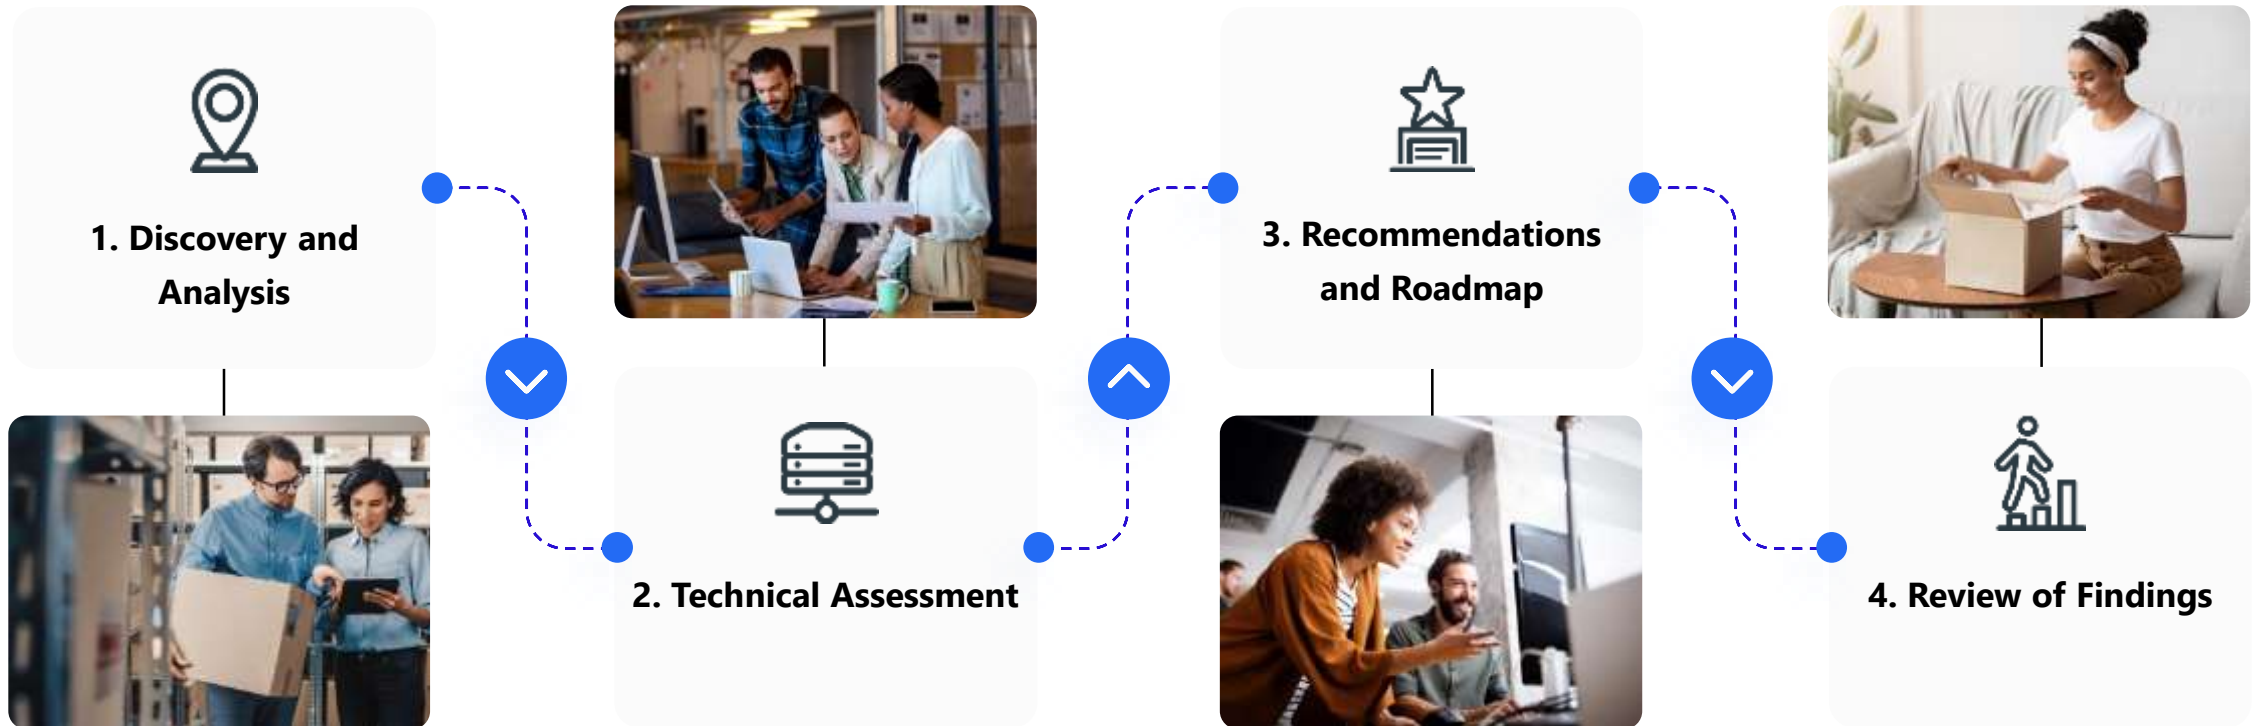 1. Discovery and
Analysis
2. Technical Assessment
3. Recommendations
and Roadmap
4. Review of Findings